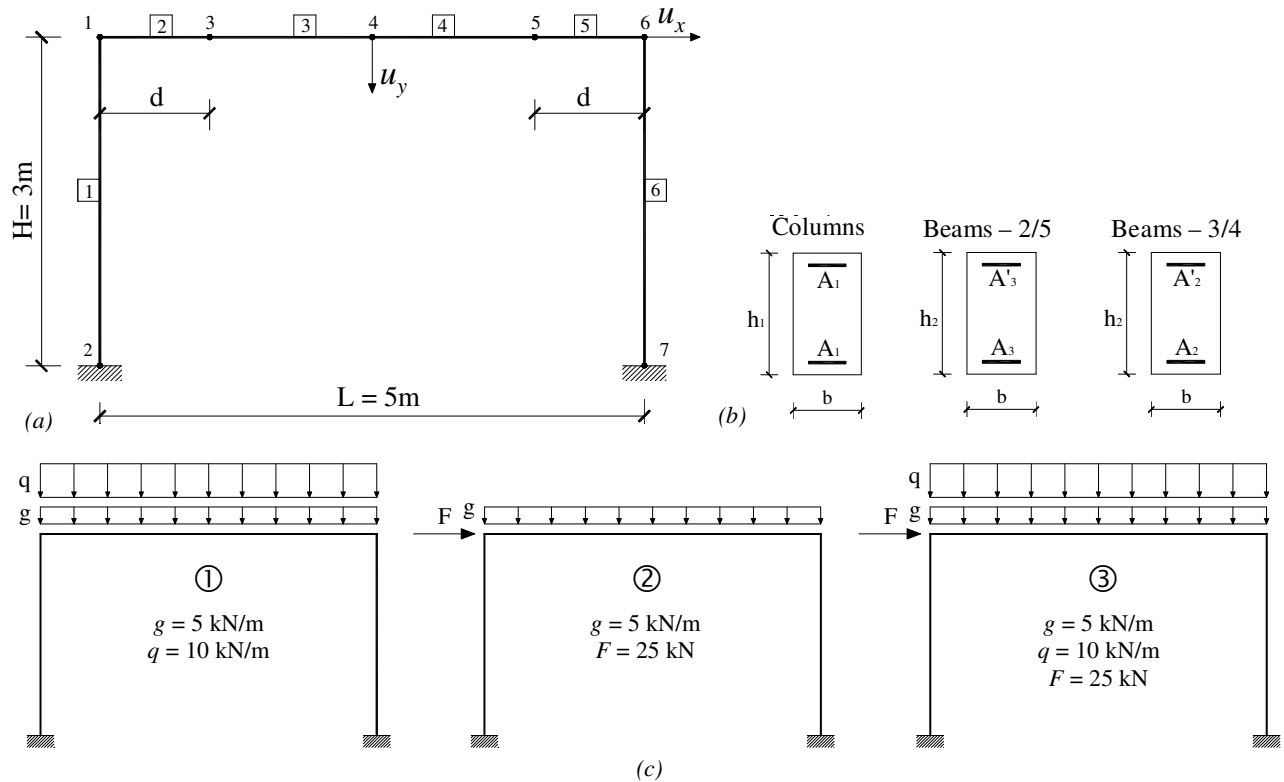 1 2 3 3 4 4 5 5 6 uₓ
u_y
d d
H= 3m
1 6
Columns Beams – 2/5 Beams – 3/4
A₁ A'₃ A'₂
h₁ h₂ h₂
A₁ A₃ A₂
2 7
b b b
L = 5m
(a) (b)
q q
g F g F g
① ② ③
g = 5 kN/m g = 5 kN/m g = 5 kN/m
q = 10 kN/m F = 25 kN q = 10 kN/m
F = 25 kN
(c)